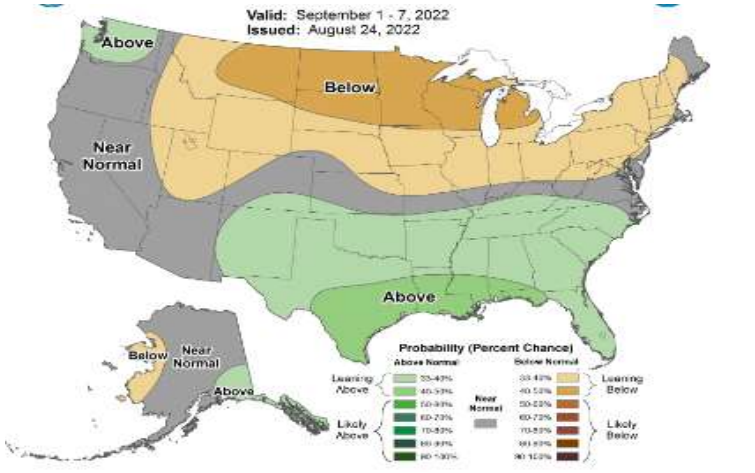 Valid: September 1 - 7, 2022
Issued: August 24, 2022
Above
Below
Near
Normal
Above
Below
Near
Normal
Above
Probability (Percent Chance)
Above Normal
Below Normal
Leaning
Above
33-40%
40-50%
Likely
Above
50-60%
60-70%
70-80%
80-90%
90-100%
Near
Normal
33-40%
40-50%
Leaning
Below
50-60%
60-70%
70-80%
80-90%
90-100%
Likely
Below